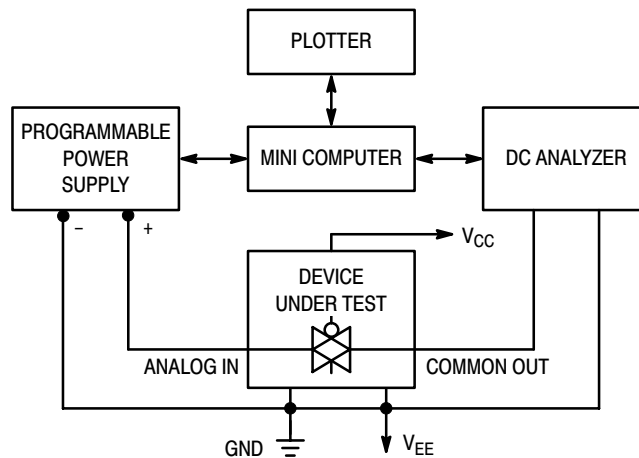 PLOTTER
PROGRAMMABLE
POWER
SUPPLY
MINI COMPUTER
DC ANALYZER
− +
VCC
DEVICE
UNDER TEST
ANALOG IN
COMMON OUT
GND
VEE